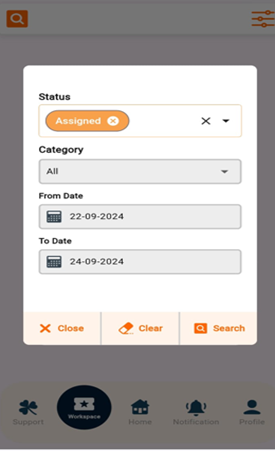 Status
Assigned
Category
All
From Date
22-09-2024
To Date
24-09-2024
Close Clear Search
Support Workspace Home Notification Profile